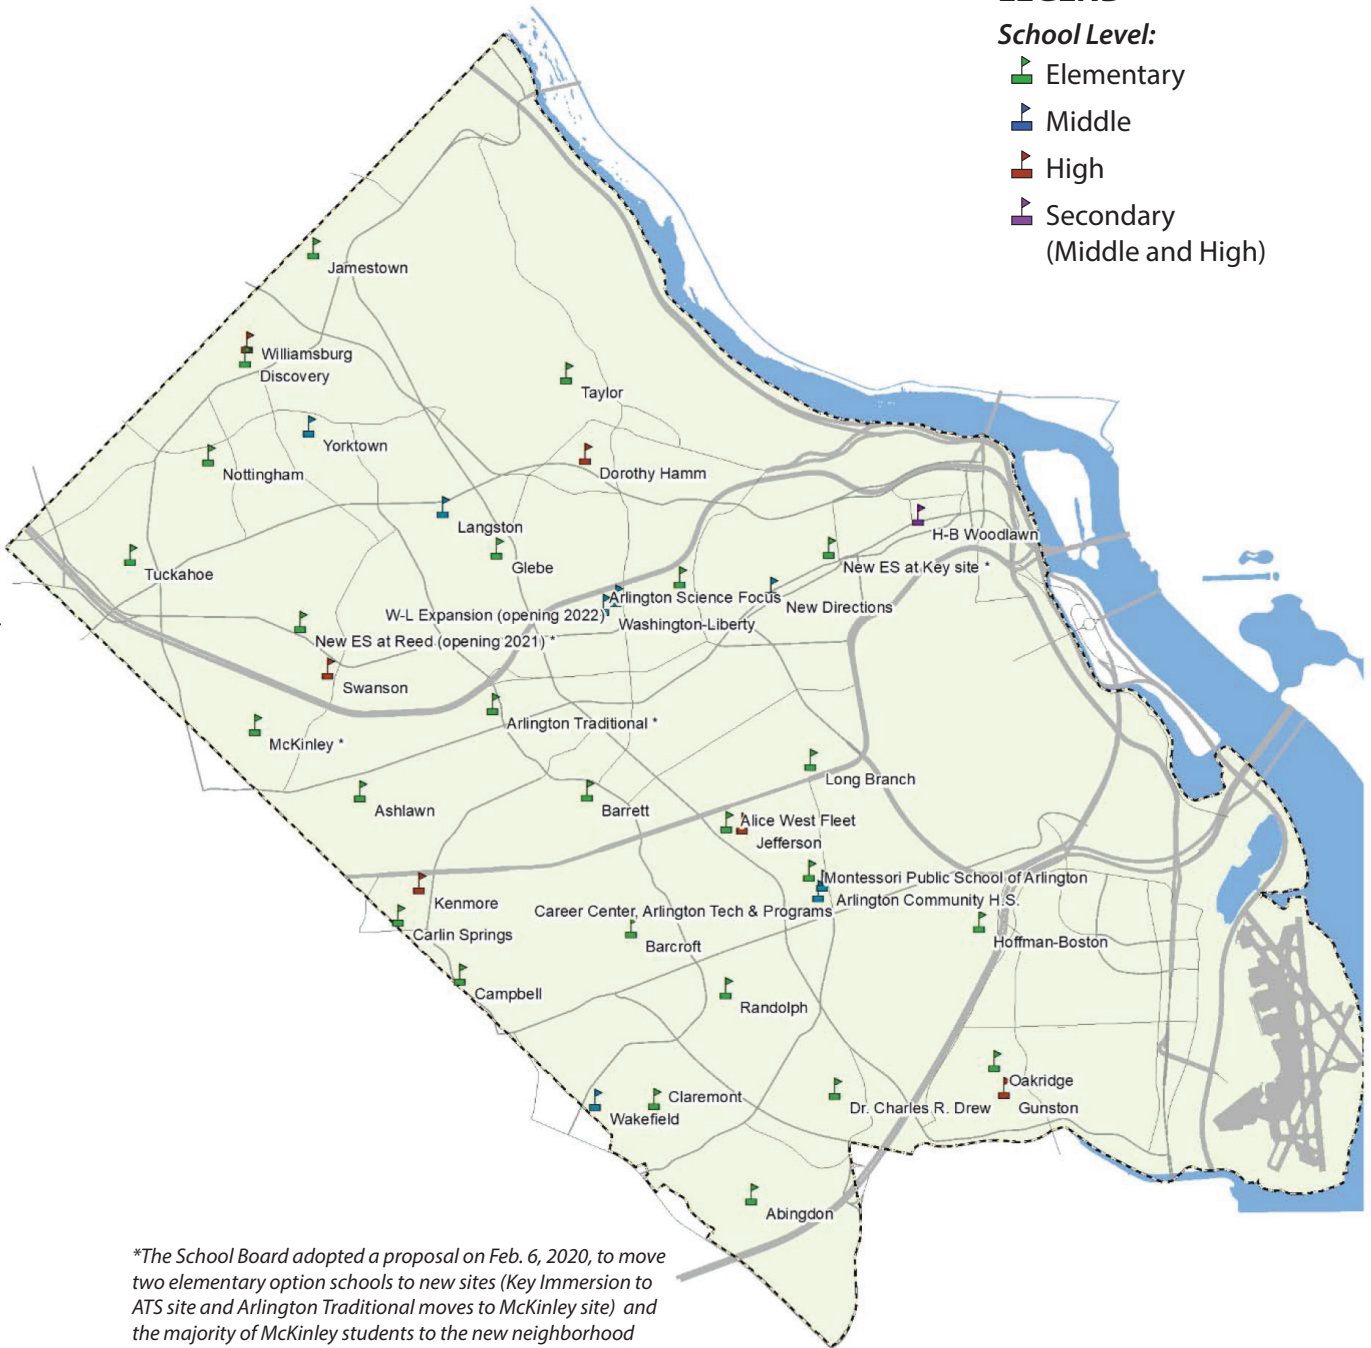 School Level:
Elementary
Middle
High
Secondary
(Middle and High)
Jamestown
Williamsburg
Discovery
Taylor
Yorktown
Nottingham
Dorothy Hamm
Langston
H-B Woodlawn
Glebe
New ES at Key site *
Tuckahoe
Arlington Science Focus
New Directions
W-L Expansion (opening 2022)
Washington-Liberty
New ES at Reed (opening 2021) *
Swanson
Arlington Traditional *
McKinley *
Long Branch
Ashlawn
Barrett
Alice West Fleet
Jefferson
Montessori Public School of Arlington
Kenmore
Arlington Community H.S.
Career Center, Arlington Tech & Programs
Carlin Springs
Barcroft
Hoffman-Boston
Campbell
Randolph
Oakridge
Claremont
Dr. Charles R. Drew
Gunston
Wakefield
Abingdon
*The School Board adopted a proposal on Feb. 6, 2020, to move
two elementary option schools to new sites (Key Immersion to
ATS site and Arlington Traditional moves to McKinley site) and
the majority of McKinley students to the new neighborhood